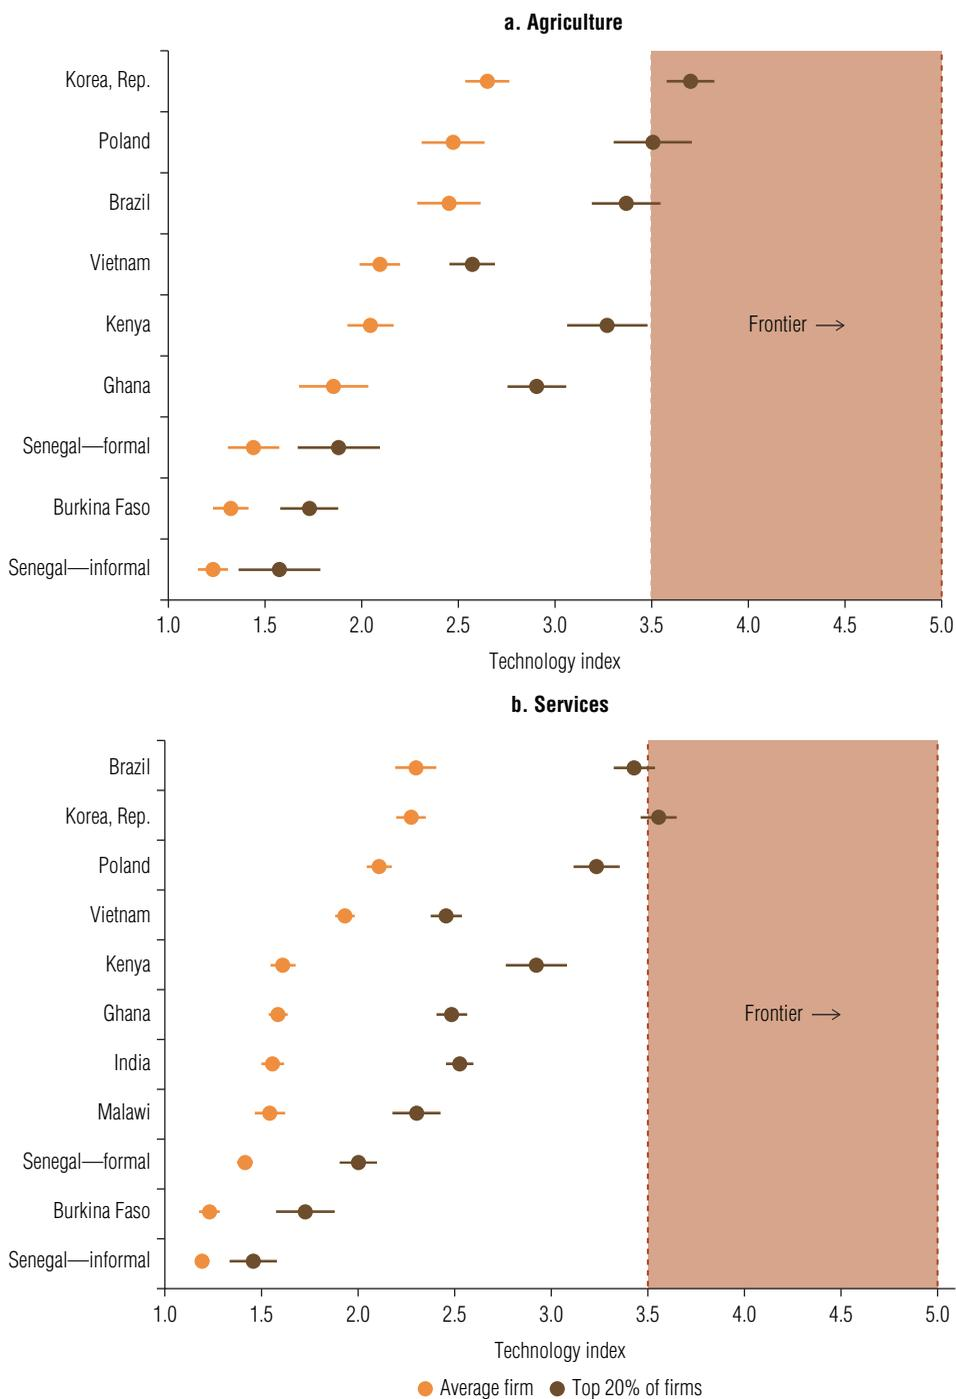 a. Agriculture
Korea, Rep.
Poland
Brazil
Vietnam
Kenya
Frontier →
Ghana
Senegal—formal
Burkina Faso
Senegal—informal
1.0 1.5 2.0 2.5 3.0 3.5 4.0 4.5 5.0
Technology index
b. Services
Brazil
Korea, Rep.
Poland
Vietnam
Kenya
Ghana
Frontier →
India
Malawi
Senegal—formal
Burkina Faso
Senegal—informal
1.0 1.5 2.0 2.5 3.0 3.5 4.0 4.5 5.0
Technology index
Average firm Top 20% of firms